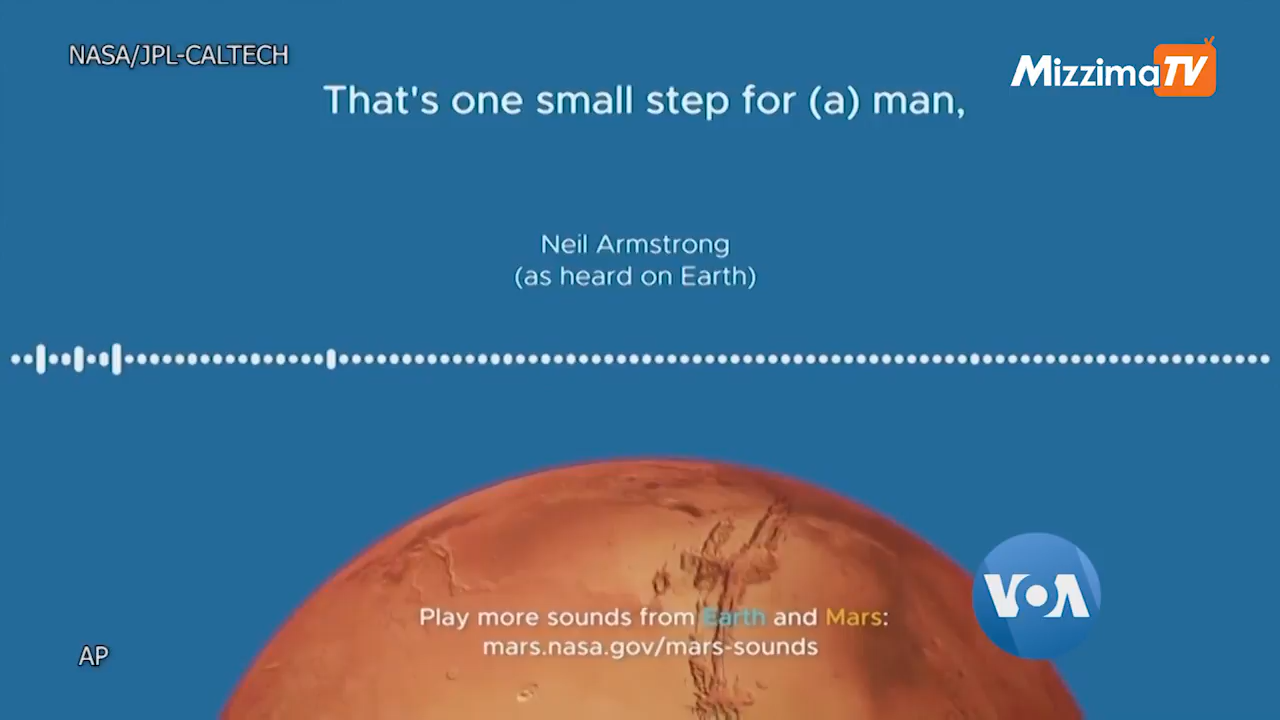 NASA/JPL-CALTECH
MizzimaTV
That's one small step for (a) man,
Neil Armstrong
(as heard on Earth)
Play more sounds from Earth and Mars:
mars.nasa.gov/mars-sounds
VOA
AP